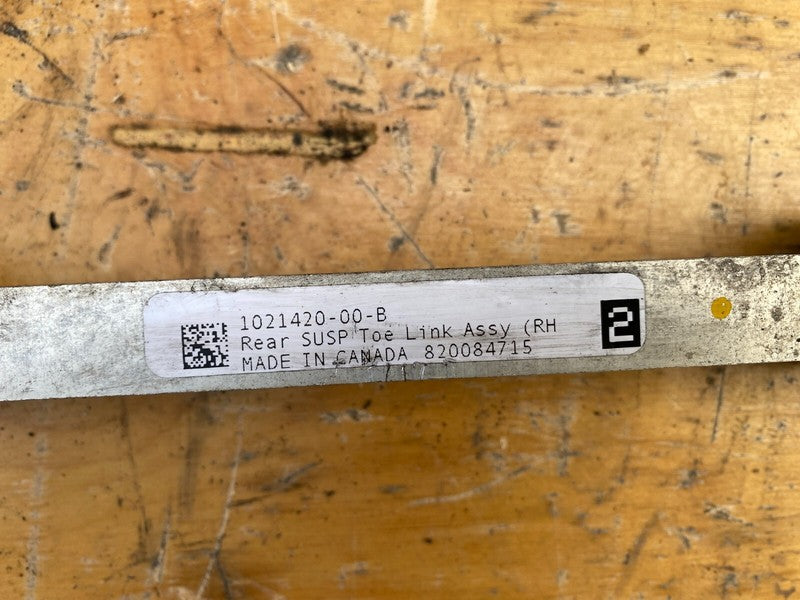 1021420-00-B
Rear SUSP Toe Link Assy (RH
MADE IN CANADA 820084715
2